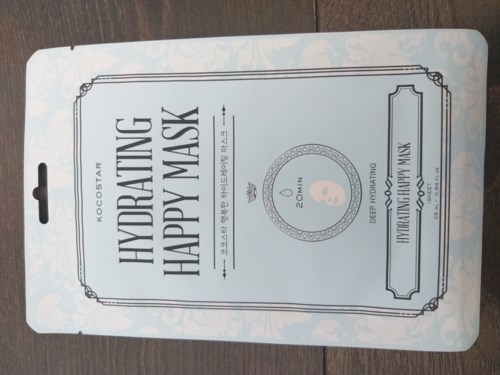 KOCOSTAR
HYDRATING
HAPPY MASK
코코스타 행복한 하이드레이팅 마스크
20MIN
DEEP HYDRATING
HYDRATING HAPPY MASK
1SHEET